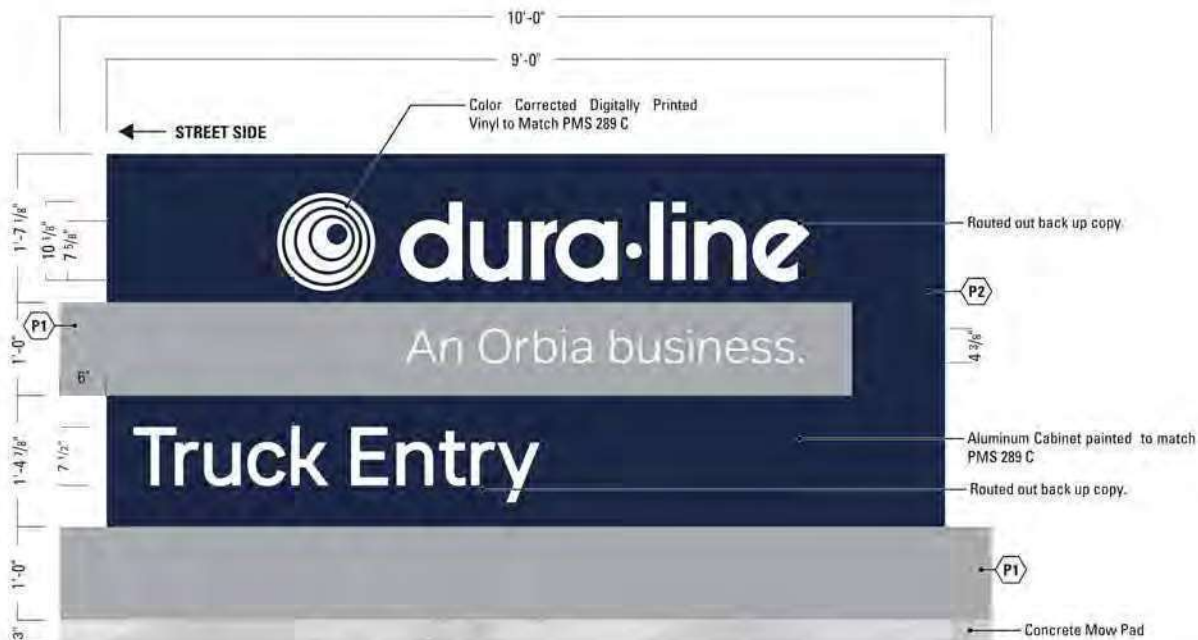 10'-0"
9'-0"
Color Corrected Digitally Printed
Vinyl to Match PMS 289 C
STREET SIDE
1'-7 1/8"
10 1/8"
7 5/8"
dura·line
Routed out back up copy.
P2
P1
1'-0"
6"
An Orbia business.
4 3/8"
1'-4 7/8"
7 1/2"
Truck Entry
Aluminum Cabinet painted to match
PMS 289 C
Routed out back up copy.
1'-0"
P1
3"
Concrete Mow Pad